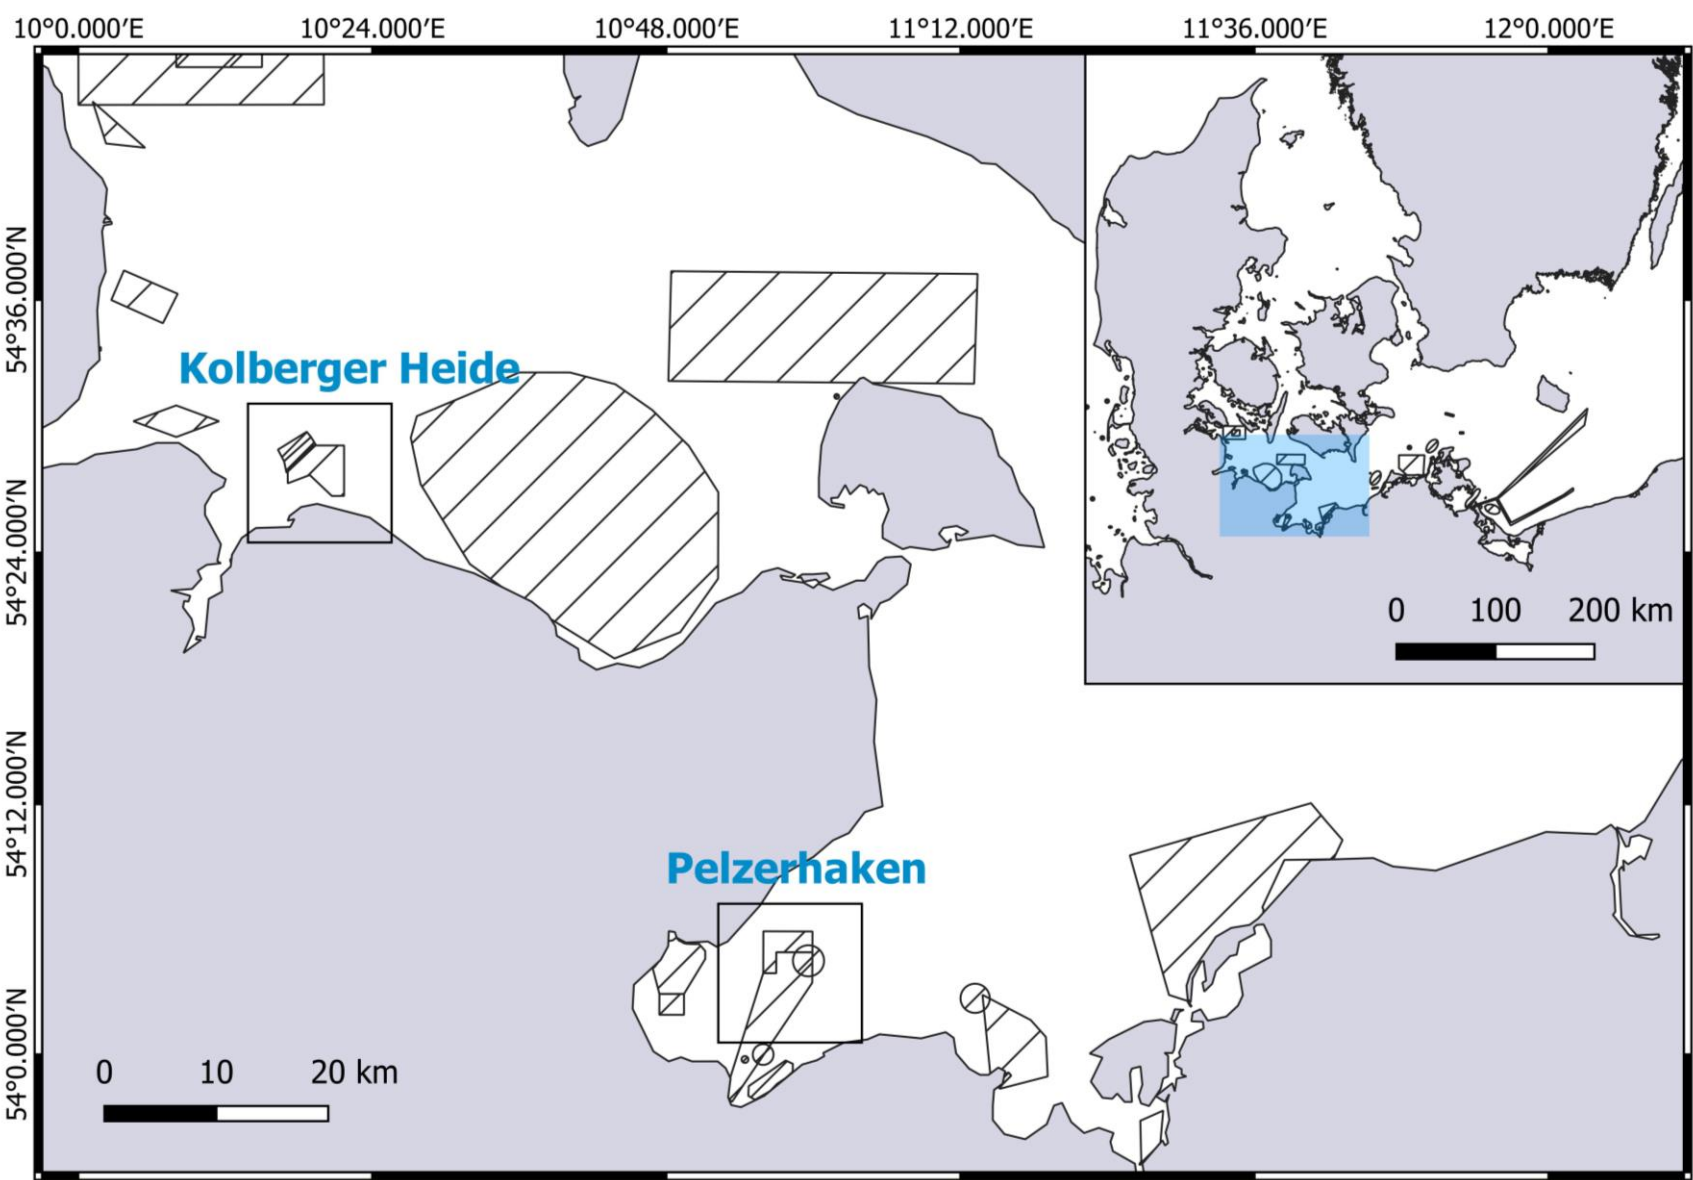 10°0.000′E 10°24.000′E 10°48.000′E 11°12.000′E 11°36.000′E 12°0.000′E
54°36.000′N
Kolberger Heide
54°24.000′N
0 100 200 km
54°12.000′N
Pelzerhaken
54°0.000′N
0 10 20 km